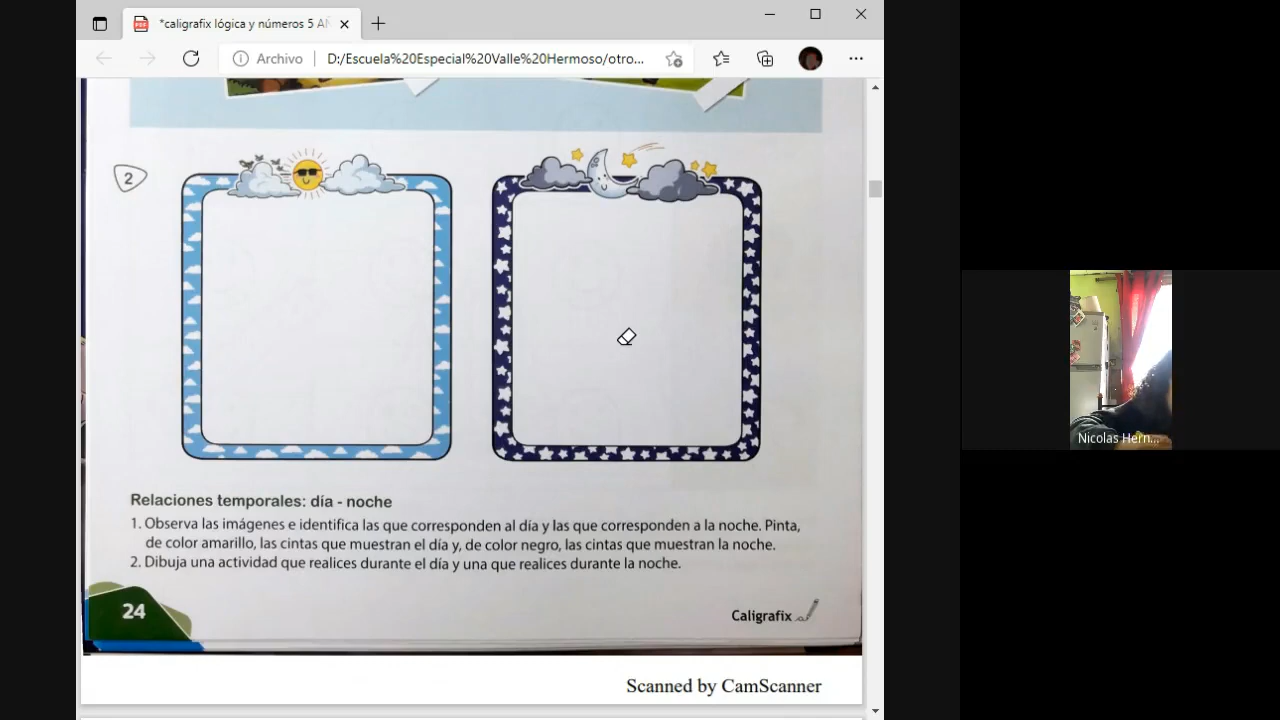 *caligrafix lógica y números 5 AÑ
Archivo
D:/Escuela%20Especial%20Valle%20Hermoso/otro...
2
Relaciones temporales: día - noche
1. Observa las imágenes e identifica las que corresponden al día y las que corresponden a la noche. Pinta,
de color amarillo, las cintas que muestran el día y, de color negro, las cintas que muestran la noche.
2. Dibuja una actividad que realices durante el día y una que realices durante la noche.
24
Caligrafix
Scanned by CamScanner
Nicolas Hern...